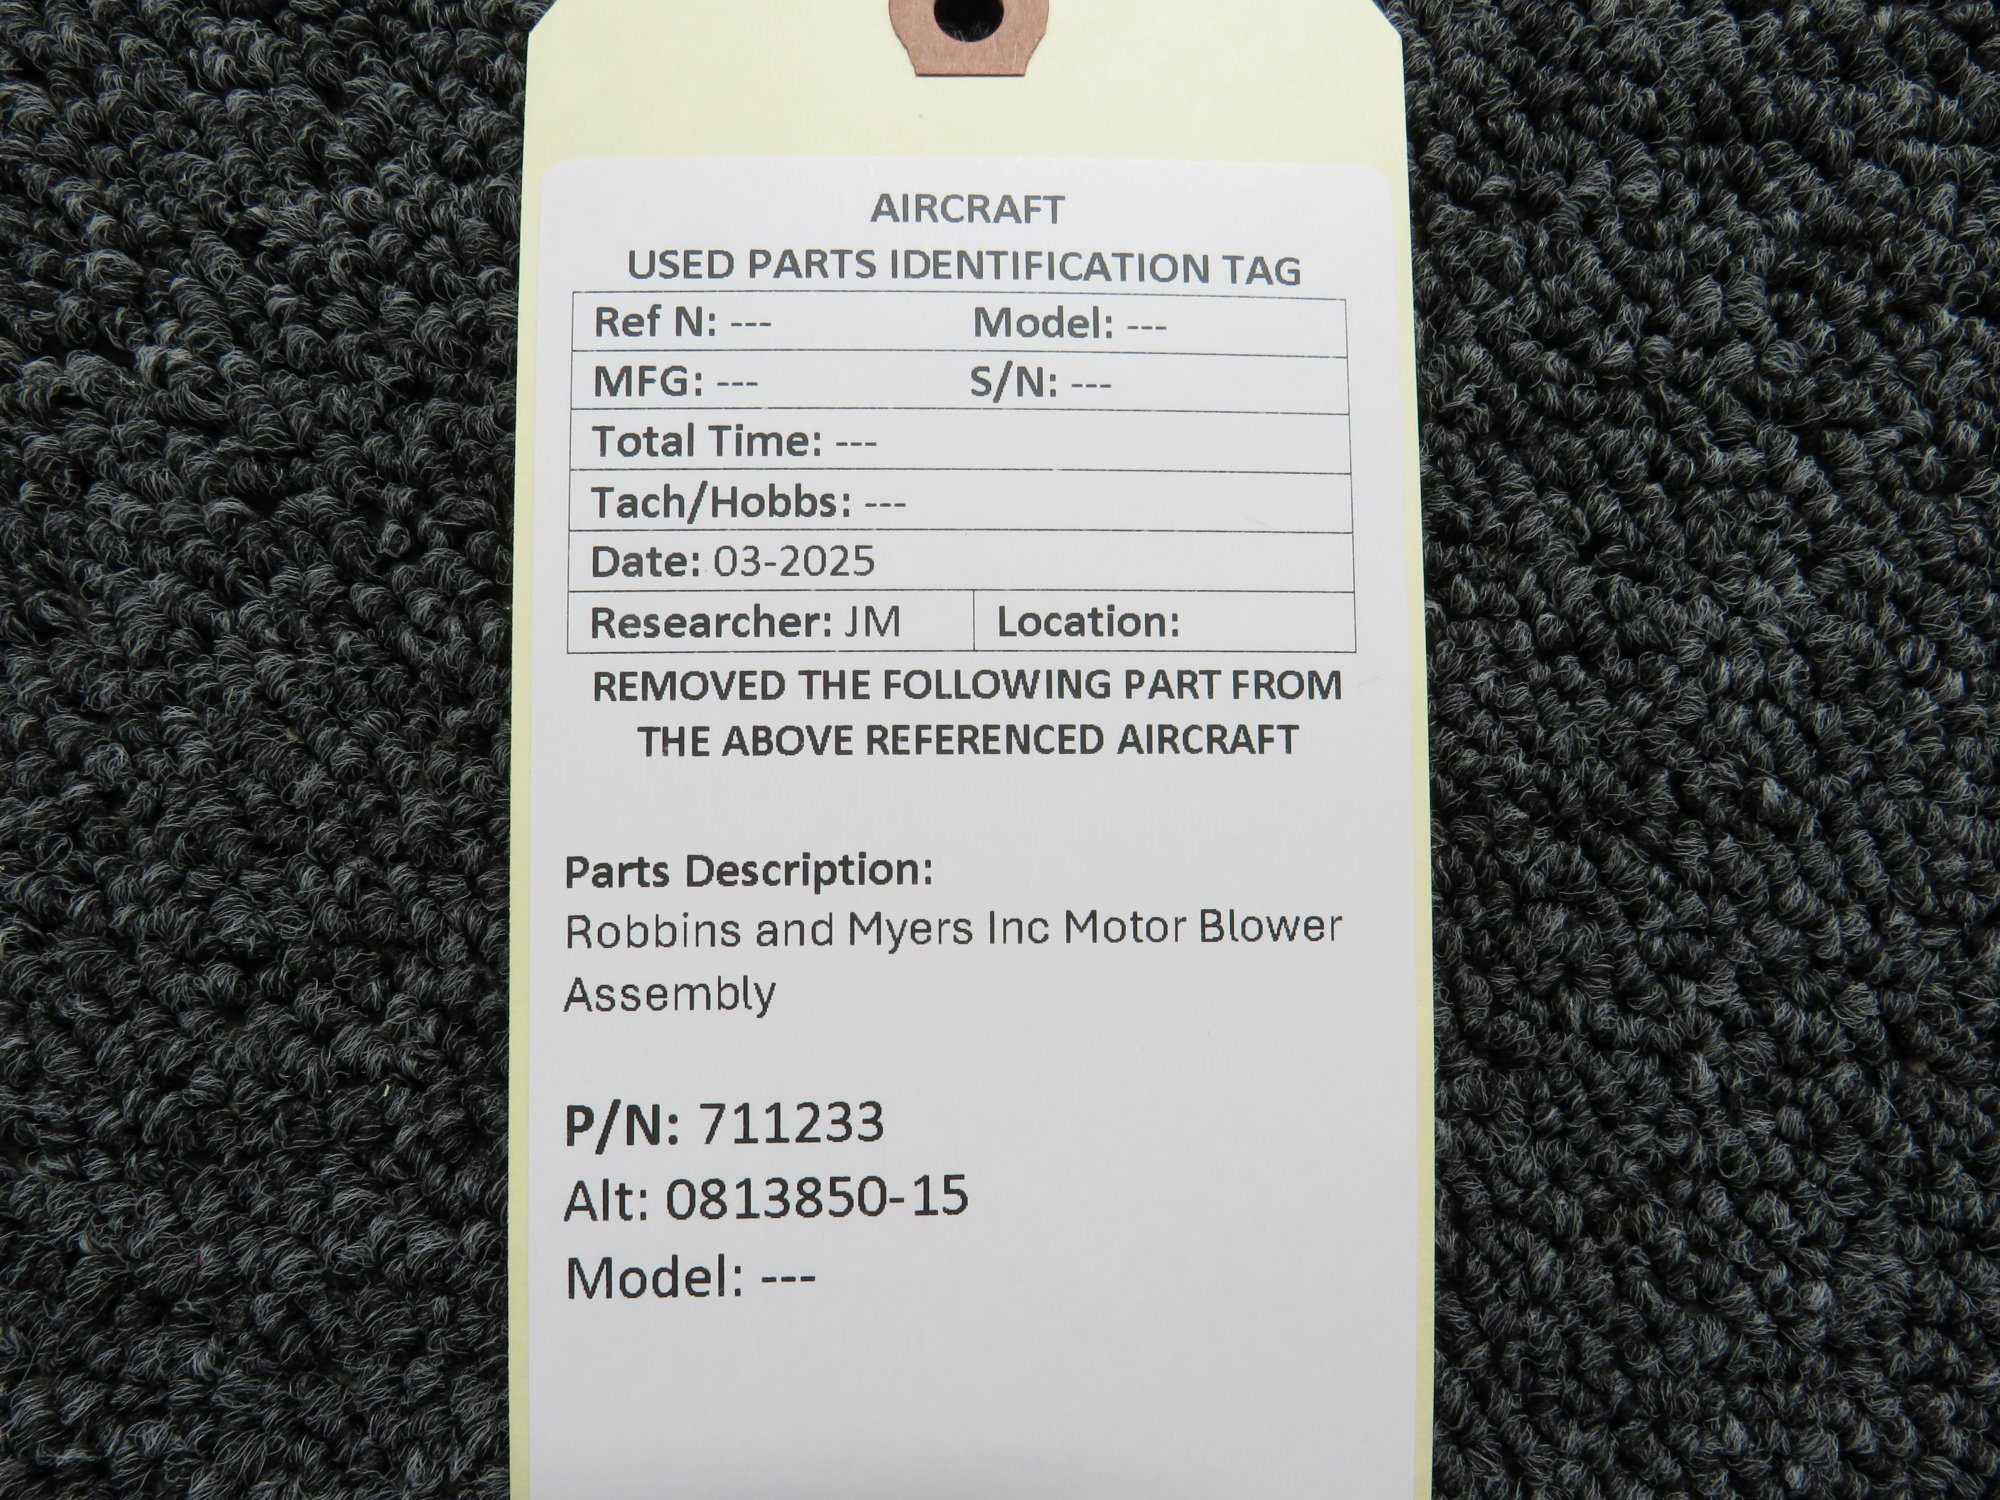 AIRCRAFT
USED PARTS IDENTIFICATION TAG
Ref N: --- Model: ---
MFG: --- S/N: ---
Total Time: ---
Tach/Hobbs: ---
Date: 03-2025
Researcher: JM Location:
REMOVED THE FOLLOWING PART FROM
THE ABOVE REFERENCED AIRCRAFT
Parts Description:
Robbins and Myers Inc Motor Blower
Assembly
P/N: 711233
Alt: 0813850-15
Model: ---